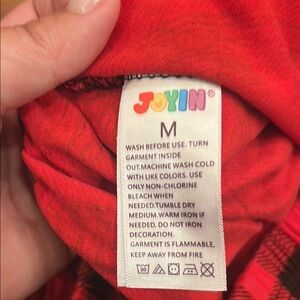 JOYIN®
M
WASH BEFORE USE. TURN
GARMENT INSIDE
OUT.MACHINE WASH COLD
WITH LIKE COLORS. USE
ONLY NON-CHLORINE
BLEACH WHEN
NEEDED.TUMBLE DRY
MEDIUM.WARM IRON IF
NEEDED. DO NOT IRON
DECORATION.
GARMENT IS FLAMMABLE,
KEEP AWAY FROM FIRE